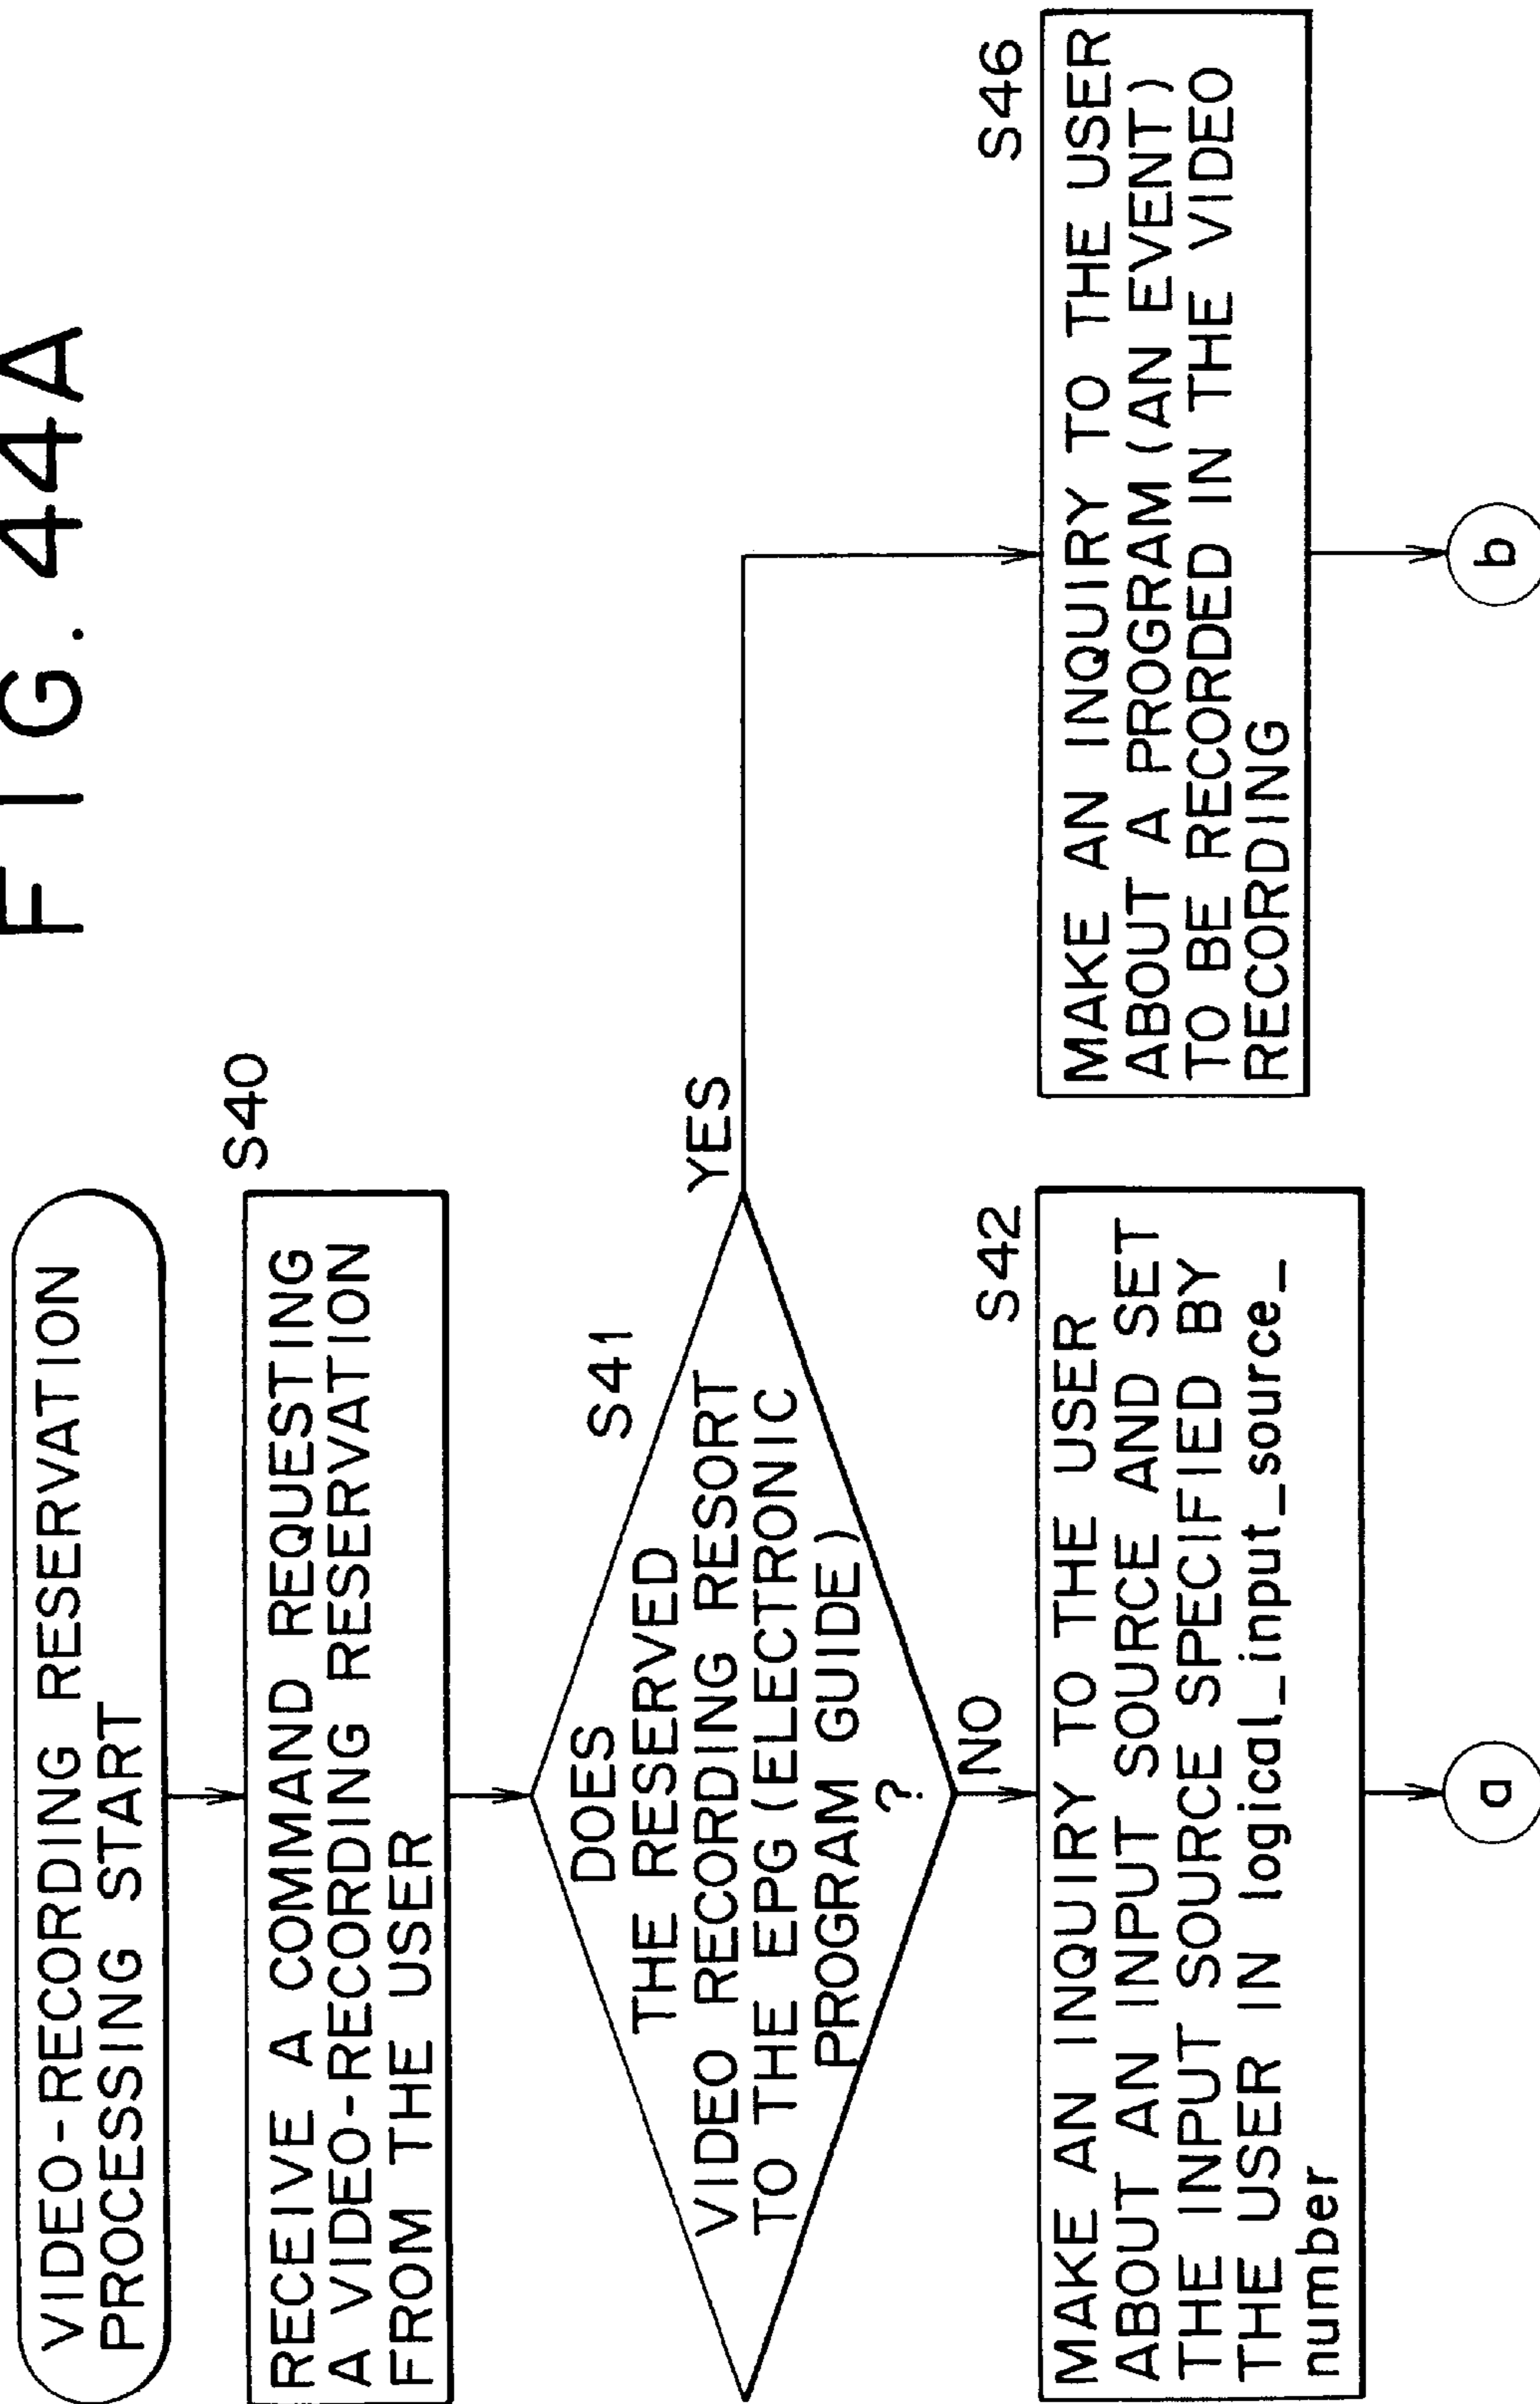 FIG. 44A
VIDEO-RECORDING RESERVATION
PROCESSING START
S40
RECEIVE A COMMAND REQUESTING
A VIDEO-RECORDING RESERVATION
FROM THE USER
S41
DOES
THE RESERVED
VIDEO RECORDING RESORT
TO THE EPG (ELECTRONIC
PROGRAM GUIDE)
?
YES
NO
S42
MAKE AN INQUIRY TO THE USER
ABOUT AN INPUT SOURCE AND SET
THE INPUT SOURCE SPECIFIED BY
THE USER IN logical_input_source_
number
a
S46
MAKE AN INQUIRY TO THE USER
ABOUT A PROGRAM (AN EVENT)
TO BE RECORDED IN THE VIDEO
RECORDING
b